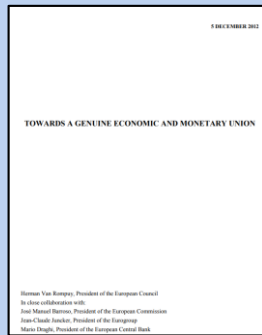 5 DECEMBER 2012
TOWARDS A GENUINE ECONOMIC AND MONETARY UNION
Herman Van Rompuy, President of the European Council
In close collaboration with:
José Manuel Barroso, President of the European Commission
Jean-Claude Juncker, President of the Eurogroup
Mario Draghi, President of the European Central Bank